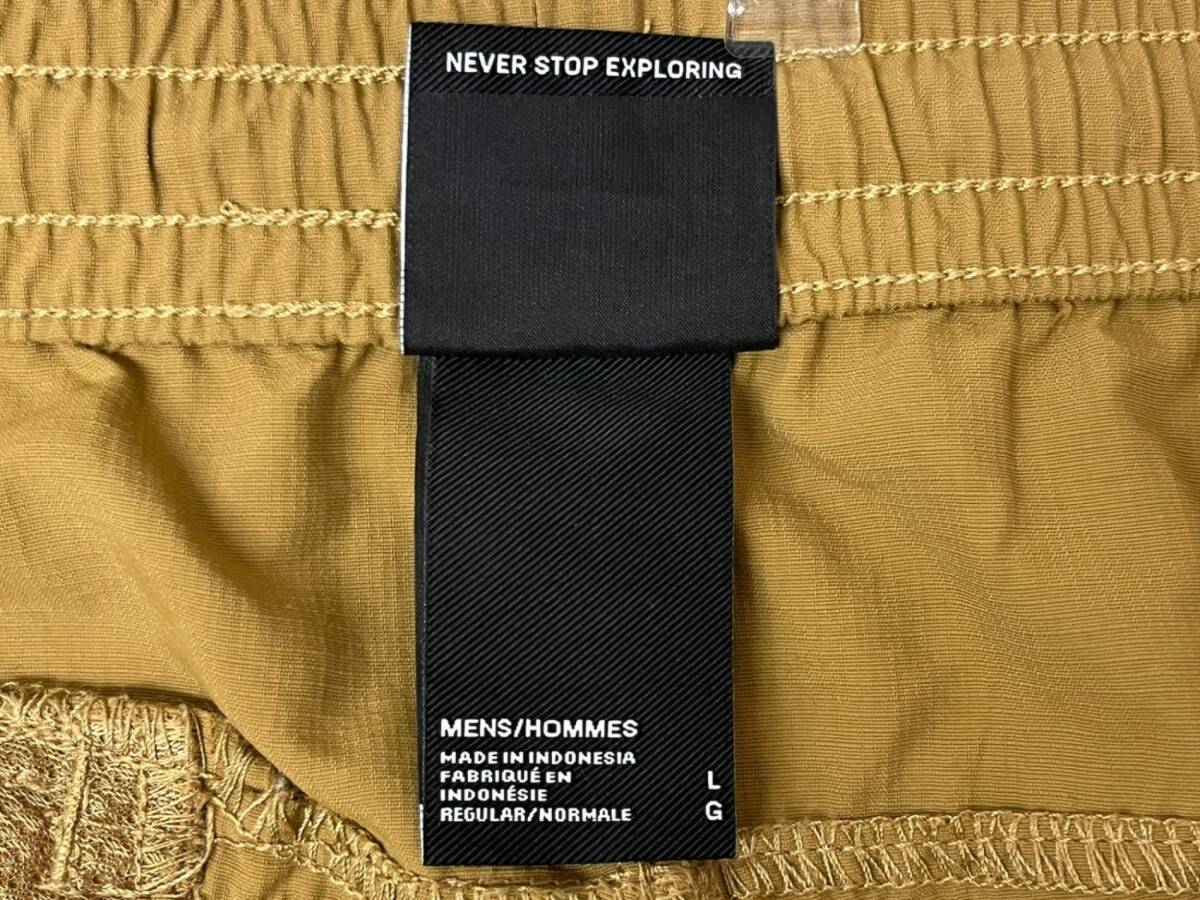 NEVER STOP EXPLORING
MENS/HOMMES
MADE IN INDONESIA
FABRIQUÉ EN
INDONÉSIE
REGULAR/NORMALE
L
G